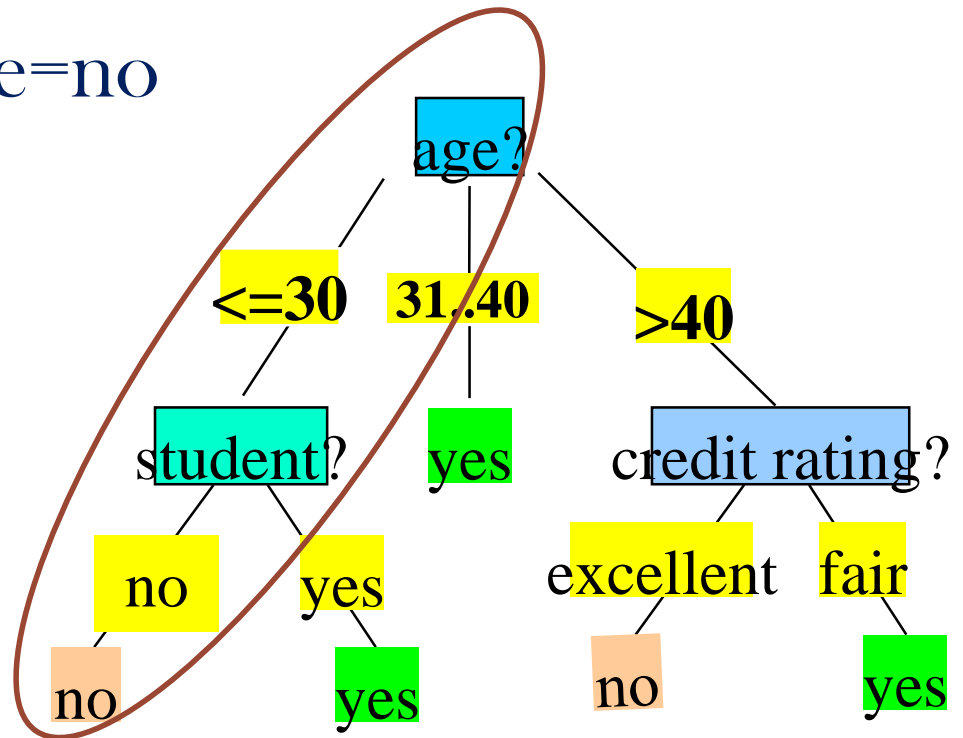 e=no
age?
<=30 31..40 >40
student? yes credit rating?
no yes excellent fair
no yes no yes